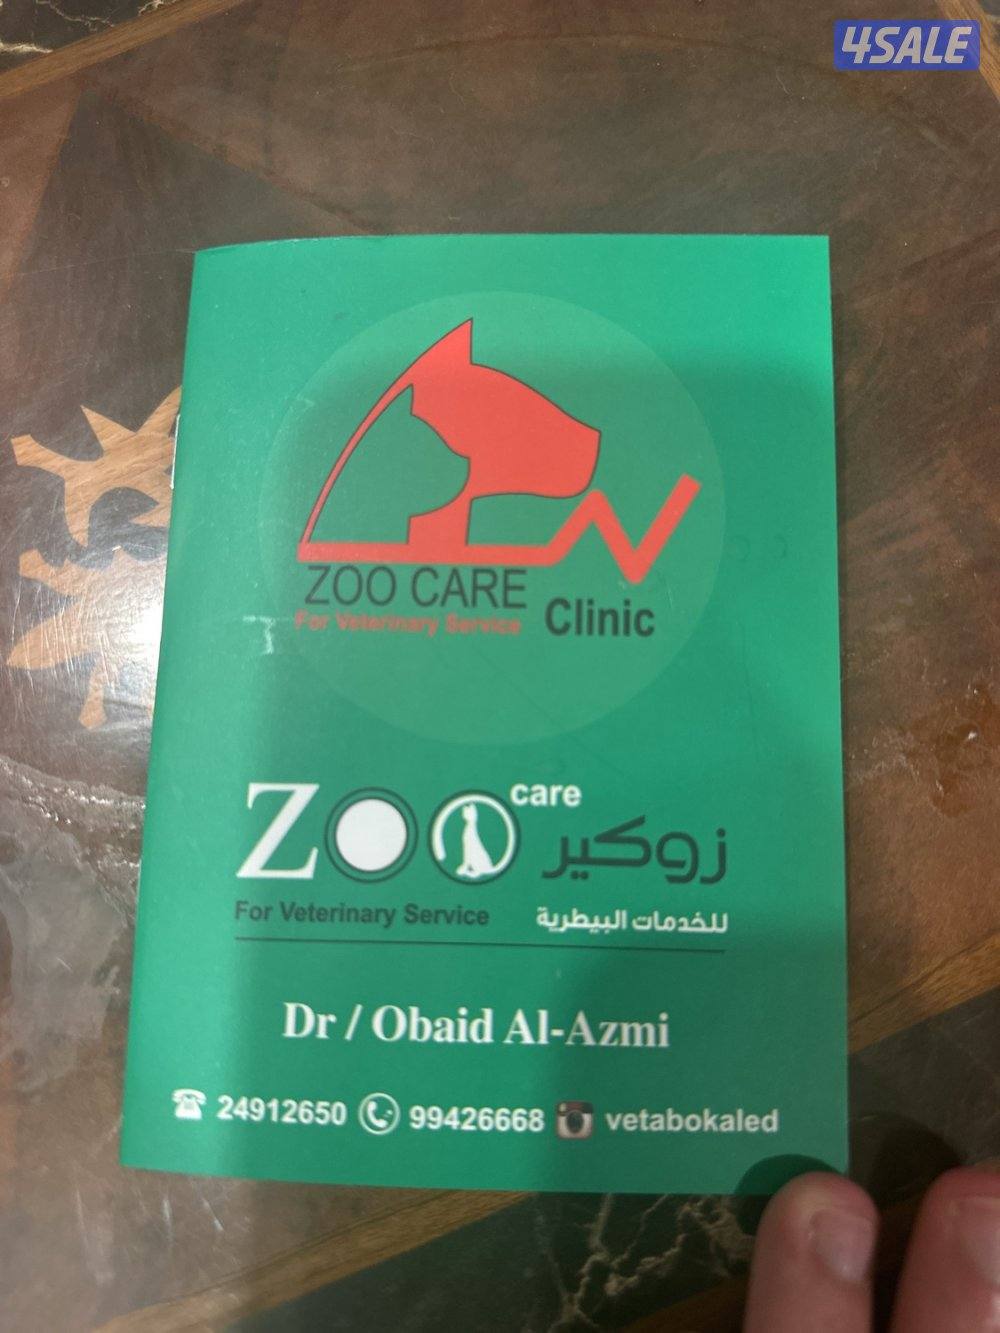 4SALE
ZOO CARE
For Veterinary Service
Clinic
ZOO care زوكير
For Veterinary Service للخدمات البيطرية
Dr / Obaid Al-Azmi
24912650 99426668 vetabokaled